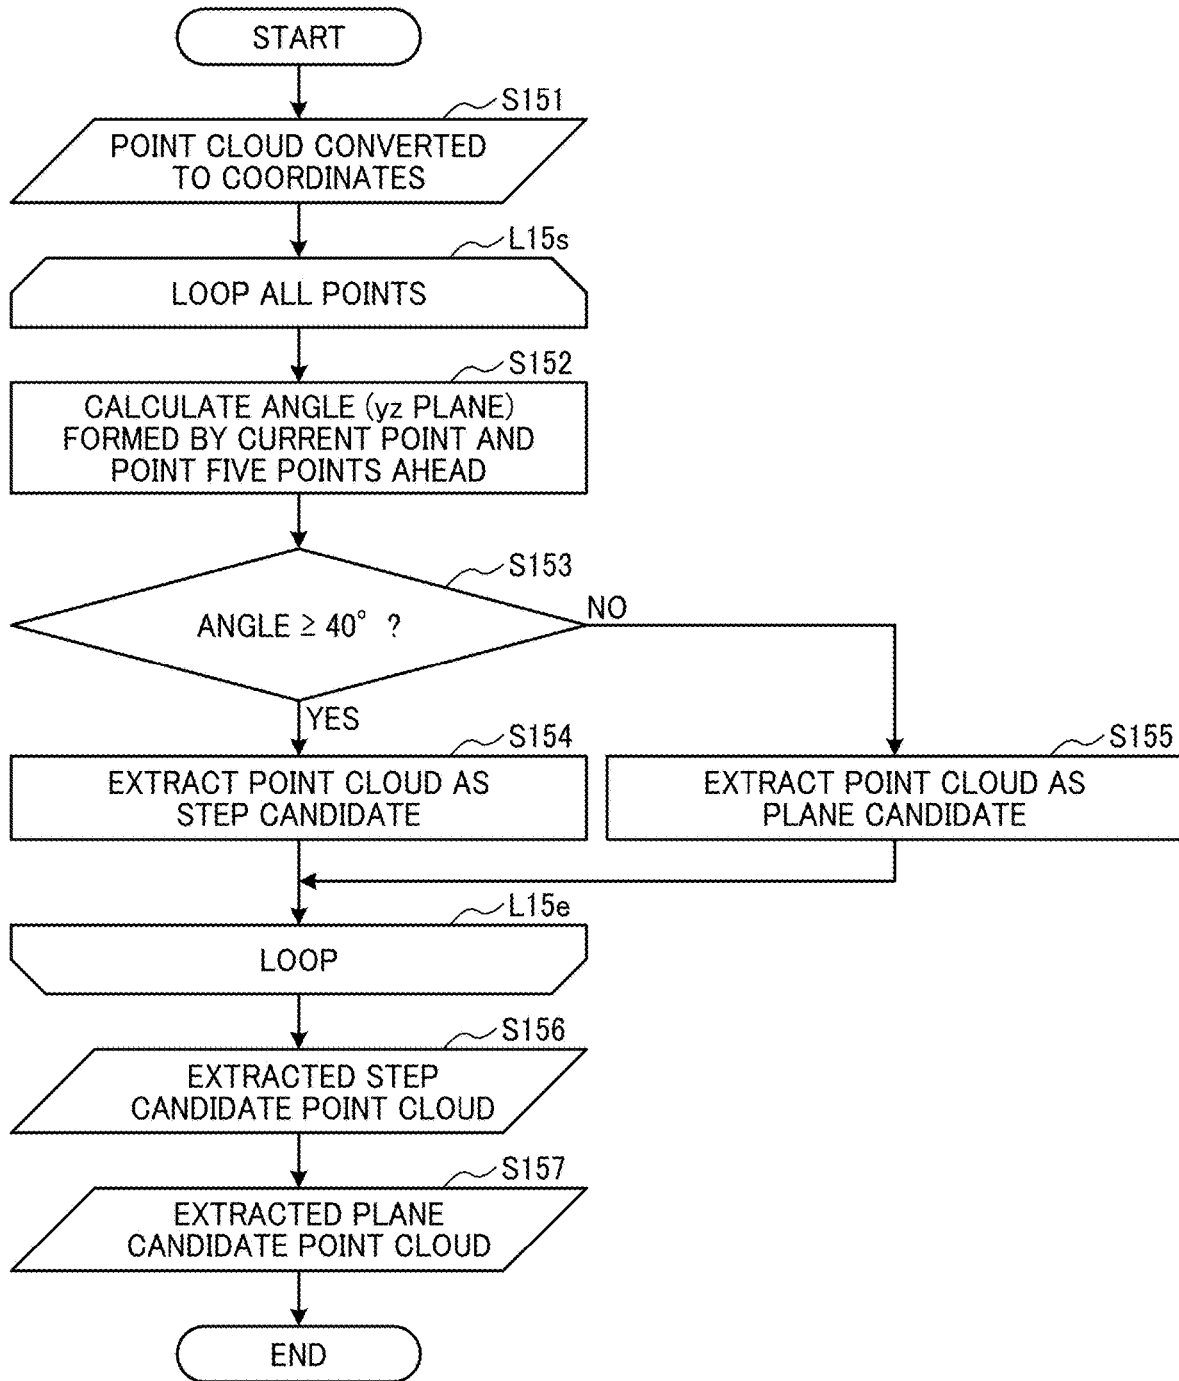 START
S151
POINT CLOUD CONVERTED
TO COORDINATES
L15s
LOOP ALL POINTS
S152
CALCULATE ANGLE (yz PLANE)
FORMED BY CURRENT POINT AND
POINT FIVE POINTS AHEAD
S153
ANGLE ≧ 40° ?
NO
YES
S154
EXTRACT POINT CLOUD AS
STEP CANDIDATE
S155
EXTRACT POINT CLOUD AS
PLANE CANDIDATE
L15e
LOOP
S156
EXTRACTED STEP
CANDIDATE POINT CLOUD
S157
EXTRACTED PLANE
CANDIDATE POINT CLOUD
END